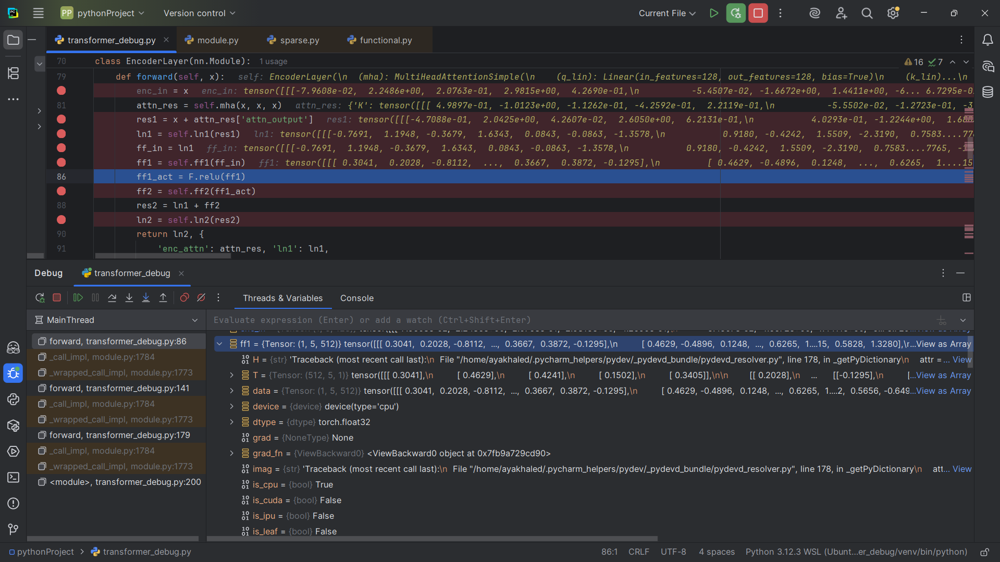 PC
PP pythonProject
Version control
Current File
transformer_debug.py
module.py
sparse.py
functional.py
70 class EncoderLayer(nn.Module): 1 usage
16 7
79 def forward(self, x): self: EncoderLayer(\n (mha): MultiHeadAttentionSimple(\n (q_lin): Linear(in_features=128, out_features=128, bias=True)\n (k_lin)...\n
enc_in = x enc_in: tensor([[[-7.9608e-02, 2.2486e+00, 2.0763e-01, 2.9815e+00, 4.2690e-01,\n -5.4507e-02, -1.6672e+00, 1.4411e+00, -6... 6.7295e-0
81 attn_res = self.mha(x, x, x) attn_res: {'K': tensor([[[ 4.9897e-01, -1.0123e+00, -1.1262e-01, -4.2592e-01, 2.2119e-01,\n -5.5502e-02, -1.2723e-01, -3
res1 = x + attn_res['attn_output'] res1: tensor([[[-4.7088e-01, 2.0425e+00, 4.2607e-02, 2.6050e+00, 6.2131e-01,\n 4.0293e-01, -1.2244e+00, 1.68
ln1 = self.ln1(res1) ln1: tensor([[[-0.7691, 1.1948, -0.3679, 1.6343, 0.0843, -0.0863, -1.3578,\n 0.9180, -0.4242, 1.5509, -2.3190, 0.7583....77
ff_in = ln1 ff_in: tensor([[[-0.7691, 1.1948, -0.3679, 1.6343, 0.0843, -0.0863, -1.3578,\n 0.9180, -0.4242, 1.5509, -2.3190, 0.7583....7765,
ff1 = self.ff1(ff_in) ff1: tensor([[[ 0.3041, 0.2028, -0.8112, ..., 0.3667, 0.3872, -0.1295],\n [ 0.4629, -0.4896, 0.1248, ..., 0.6265, 1....15
86 ff1_act = F.relu(ff1)
ff2 = self.ff2(ff1_act)
88 res2 = ln1 + ff2
ln2 = self.ln2(res2)
90 return ln2, {
91 'enc_attn': attn_res, 'ln1': ln1,
Debug transformer_debug
Threads & Variables Console
MainThread
Evaluate expression (Enter) or add a watch (Ctrl+Shift+Enter)
forward, transformer_debug.py:86
_call_impl, module.py:1784
_wrapped_call_impl, module.py:1773
forward, transformer_debug.py:141
_call_impl, module.py:1784
_wrapped_call_impl, module.py:1773
forward, transformer_debug.py:179
_call_impl, module.py:1784
_wrapped_call_impl, module.py:1773
<module>, transformer_debug.py:200
ff1 = {Tensor: (1, 5, 512)} tensor([[[ 0.3041, 0.2028, -0.8112, ..., 0.3667, 0.3872, -0.1295],\n [ 0.4629, -0.4896, 0.1248, ..., 0.6265, 1....15, 0.5828, 1.3280],\r...View as Array
H = {str} 'Traceback (most recent call last):\n File "/home/ayakhaled/.pycharm_helpers/pydev/_pydevd_bundle/pydevd_resolver.py", line 178, in _getPyDictionary\n attr =... View
T = {Tensor: (512, 5, 1)} tensor([[[ 0.3041],\n [ 0.4629],\n [ 0.4241],\n [ 0.1502],\n [ 0.3405]],\n\n [[ 0.2028],\n ... [[-0.1295],\n [...View as Array
data = {Tensor: (1, 5, 512)} tensor([[[ 0.3041, 0.2028, -0.8112, ..., 0.3667, 0.3872, -0.1295],\n [ 0.4629, -0.4896, 0.1248, ..., 0.6265, 1....2, 0.5656, -0.649...View as Array
device = {device} device(type='cpu')
dtype = {dtype} torch.float32
grad = {NoneType} None
grad_fn = {ViewBackward0} <ViewBackward0 object at 0x7fb9a729cd90>
imag = {str} 'Traceback (most recent call last):\n File "/home/ayakhaled/.pycharm_helpers/pydev/_pydevd_bundle/pydevd_resolver.py", line 178, in _getPyDictionary\n att... View
is_cpu = {bool} True
is_cuda = {bool} False
is_ipu = {bool} False
is_leaf = {bool} False
pythonProject > transformer_debug.py
86:1 CRLF UTF-8 4 spaces Python 3.12.3 WSL (Ubunt...er_debug/venv/bin/python)